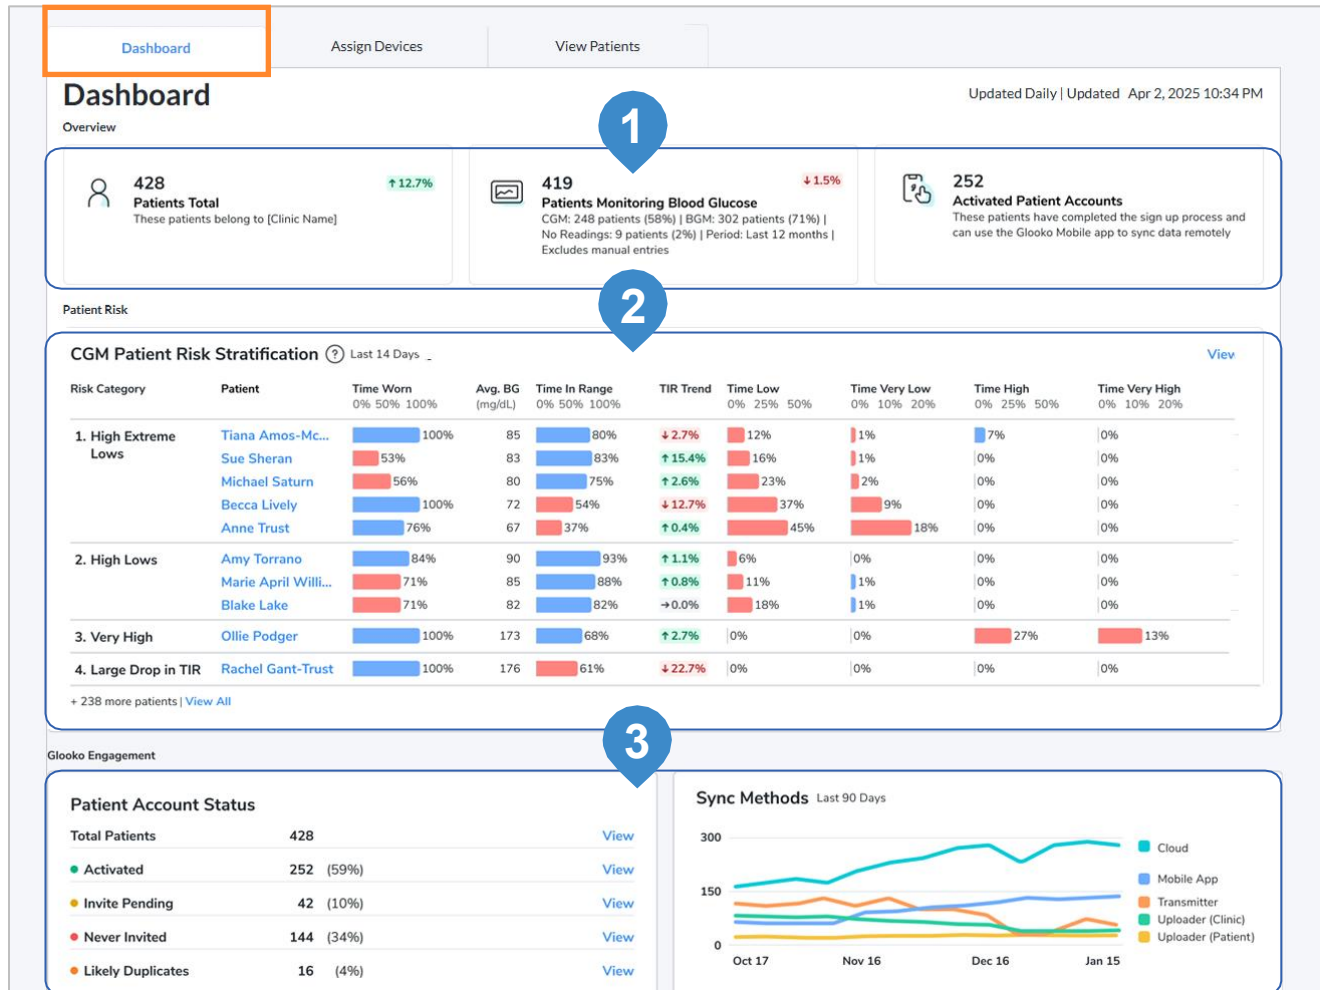 Dashboard Assign Devices View Patients
Dashboard
Updated Daily | Updated Apr 2, 2025 10:34 PM
Overview
1
428
↑ 12.7%
Patients Total
These patients belong to [Clinic Name]
419
↓ 1.5%
Patients Monitoring Blood Glucose
CGM: 248 patients (58%) | BGM: 302 patients (71%) |
No Readings: 9 patients (2%) | Period: Last 12 months |
Excludes manual entries
252
Activated Patient Accounts
These patients have completed the sign up process and
can use the Glooko Mobile app to sync data remotely
2
Patient Risk
CGM Patient Risk Stratification ? Last 14 Days View
Risk Category Patient Time Worn Avg. BG Time In Range TIR Trend Time Low Time Very Low Time High Time Very High
0% 50% 100% (mg/dL) 0% 50% 100% 0% 25% 50% 0% 10% 20% 0% 25% 50% 0% 10% 20%
1. High Extreme Tiana Amos-Mc... 100% 85 80% ↓ 2.7% 12% 1% 7% 0%
Lows Sue Sheran 53% 83 83% ↑ 15.4% 16% 1% 0% 0%
Michael Saturn 56% 80 75% ↑ 2.6% 23% 2% 0% 0%
Becca Lively 100% 72 54% ↓ 12.7% 37% 9% 0% 0%
Anne Trust 76% 67 37% ↑ 0.4% 45% 18% 0% 0%
2. High Lows Amy Torrano 84% 90 93% ↑ 1.1% 6% 0% 0% 0%
Marie April Willi... 71% 85 88% ↑ 0.8% 11% 1% 0% 0%
Blake Lake 71% 82 82% → 0.0% 18% 1% 0% 0%
3. Very High Ollie Podger 100% 173 68% ↑ 2.7% 0% 0% 27% 13%
4. Large Drop in TIR Rachel Gant-Trust 100% 176 61% ↓ 22.7% 0% 0% 0% 0%
+ 238 more patients | View All
3
Glooko Engagement
Patient Account Status
Total Patients 428 View
Activated 252 (59%) View
Invite Pending 42 (10%) View
Never Invited 144 (34%) View
Likely Duplicates 16 (4%) View
Sync Methods Last 90 Days
300
150
0
Oct 17 Nov 16 Dec 16 Jan 15
Cloud
Mobile App
Transmitter
Uploader (Clinic)
Uploader (Patient)